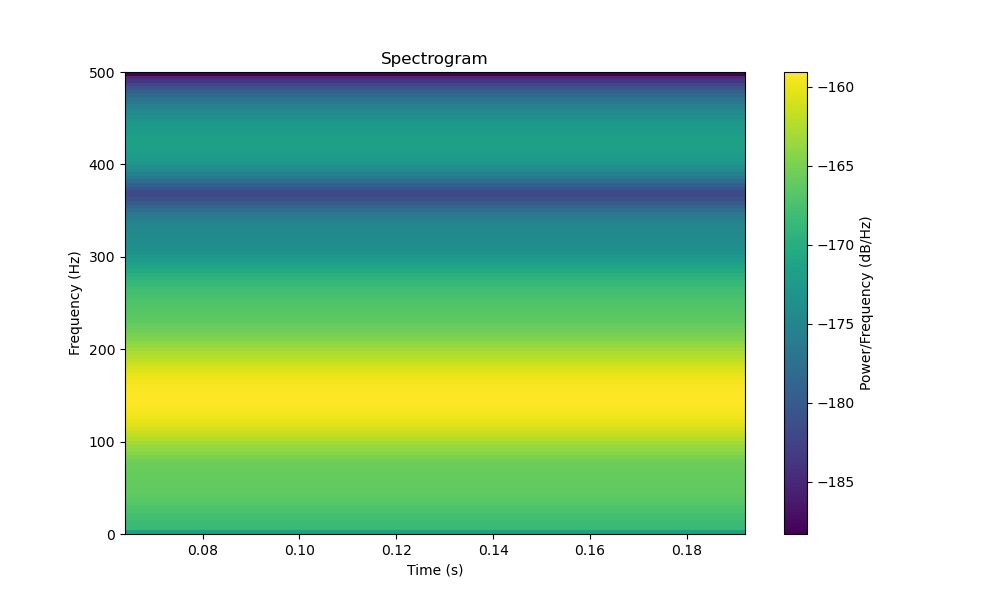 Spectrogram
500
400
300
200
100
0
Frequency (Hz)
0.08 0.10 0.12 0.14 0.16 0.18
Time (s)
−160
−165
−170
−175
−180
−185
Power/Frequency (dB/Hz)